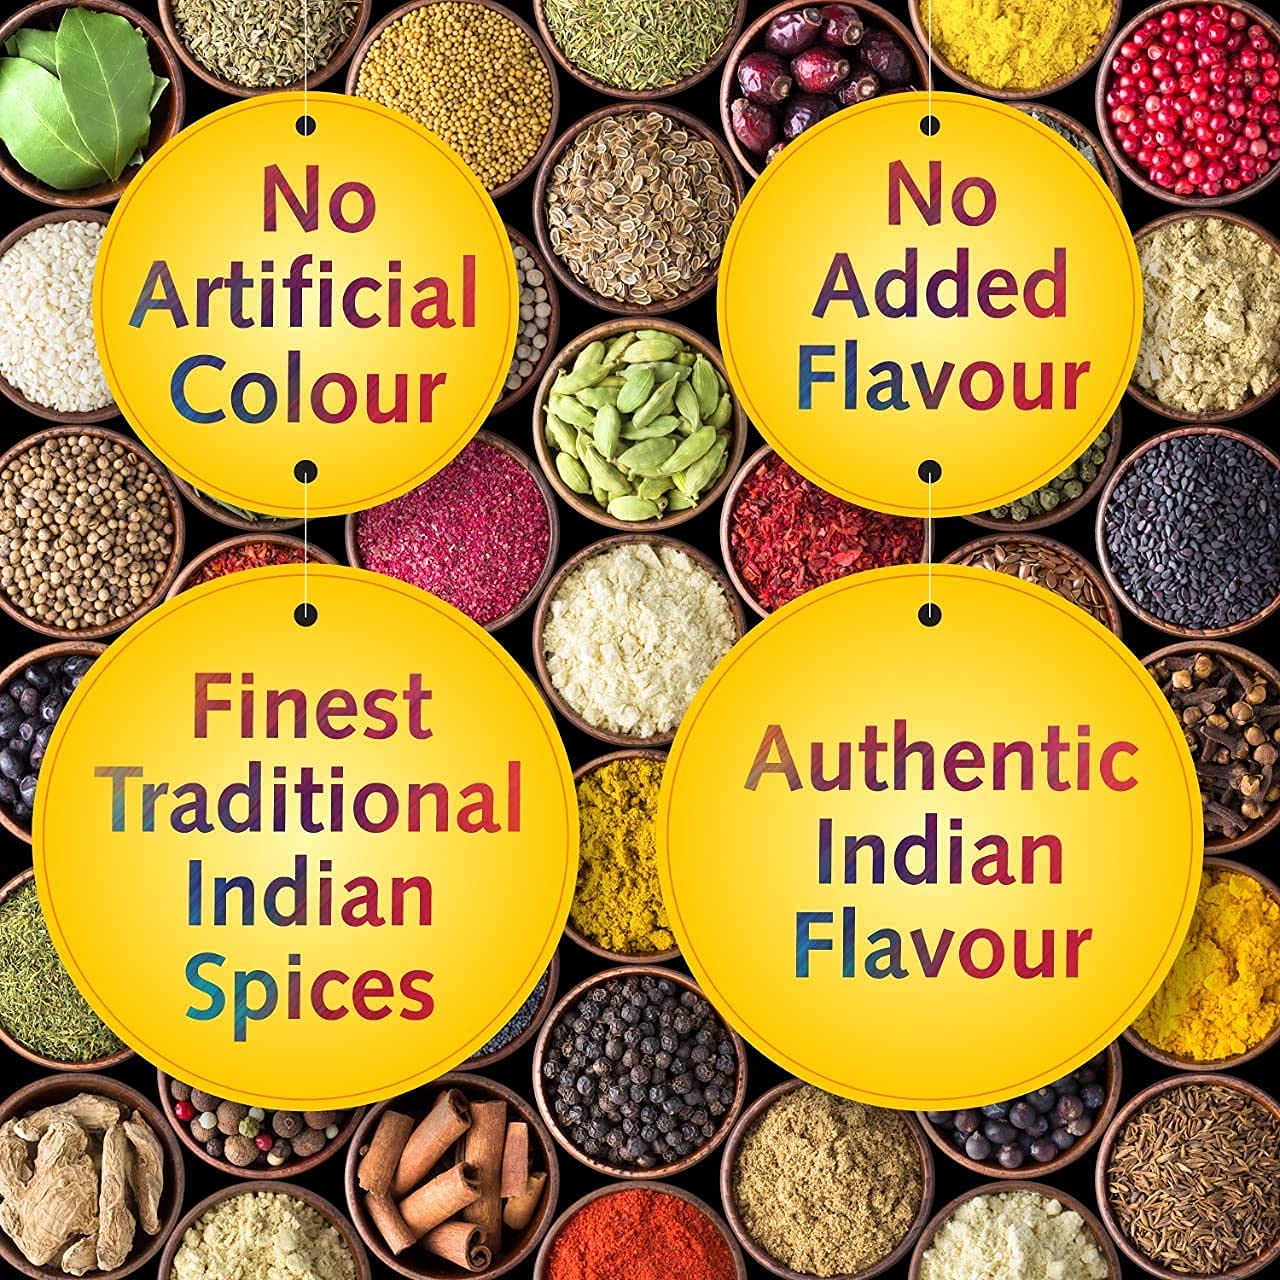 No
Artificial
Colour
No
Added
Flavour
Finest
Traditional
Indian
Spices
Authentic
Indian
Flavour